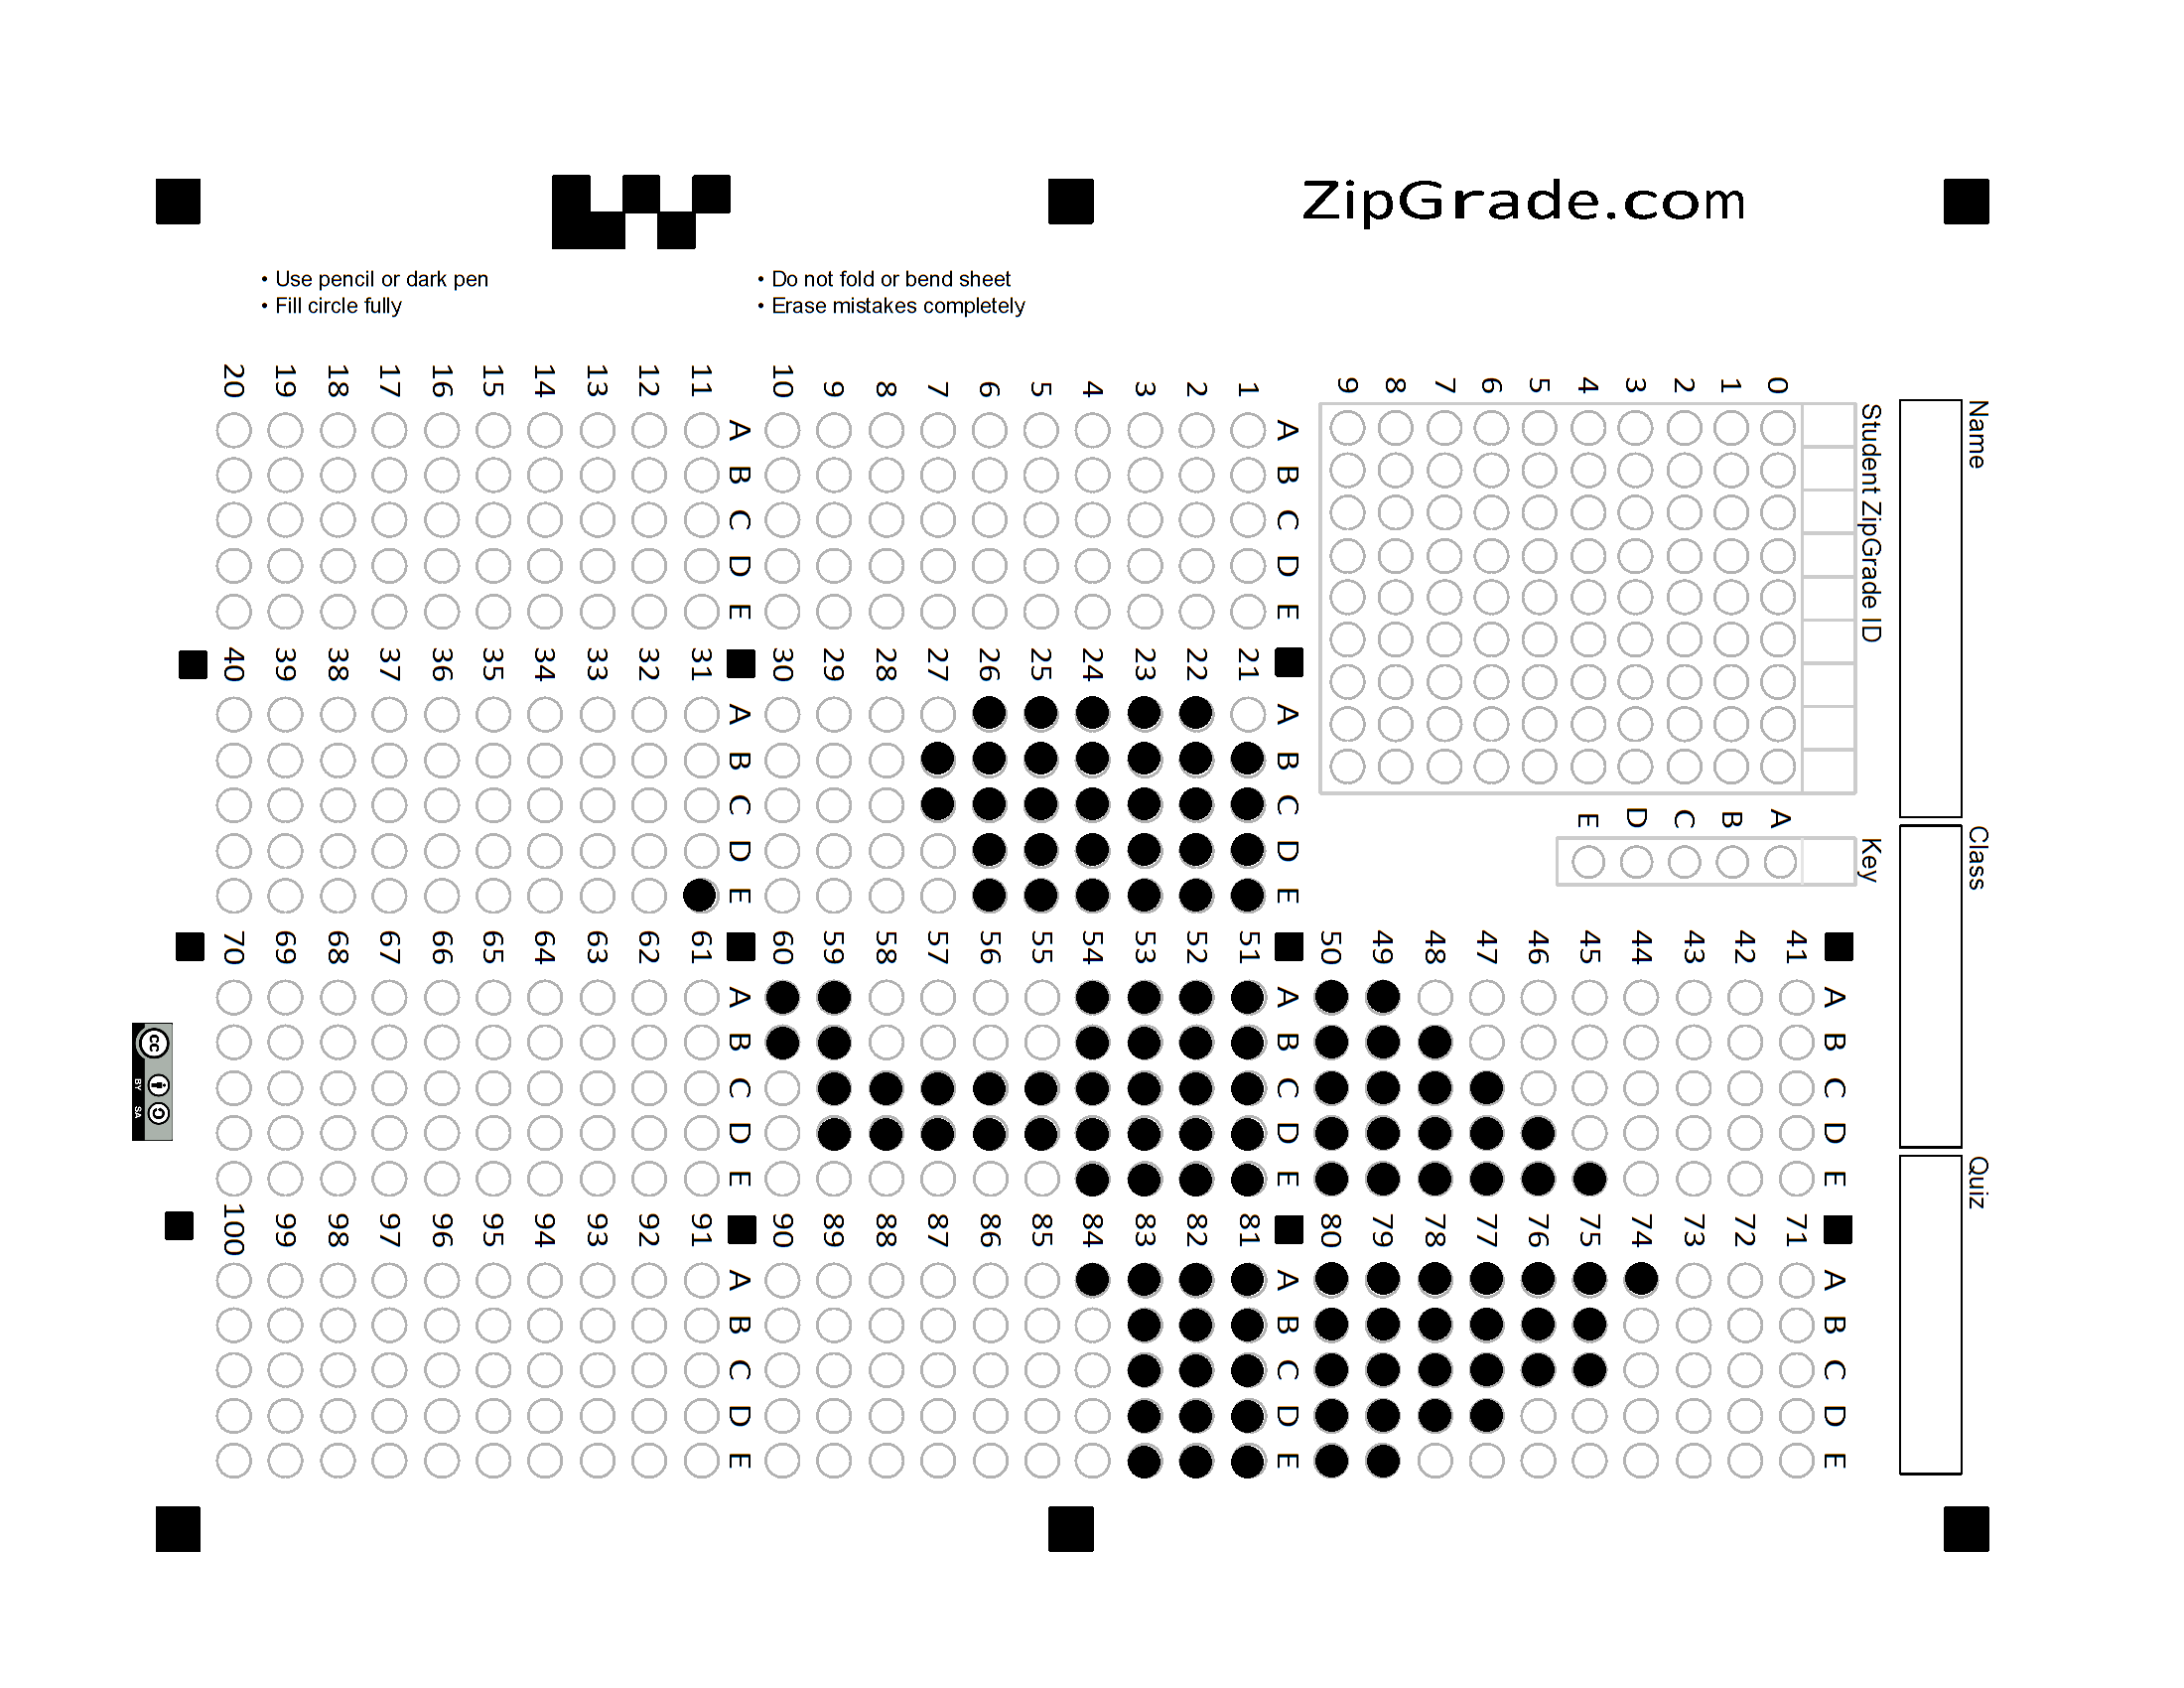 ZipGrade.com
• Use pencil or dark pen
• Fill circle fully
• Do not fold or bend sheet
• Erase mistakes completely
Name
Class
Quiz
Student ZipGrade ID
0 1 2 3 4 5 6 7 8 9
Key
A B C D E
1 2 3 4 5 6 7 8 9 10
A B C D E
11 12 13 14 15 16 17 18 19 20
A B C D E
21 22 23 24 25 26 27 28 29 30
A B C D E
31 32 33 34 35 36 37 38 39 40
A B C D E
41 42 43 44 45 46 47 48 49 50
A B C D E
51 52 53 54 55 56 57 58 59 60
A B C D E
61 62 63 64 65 66 67 68 69 70
A B C D E
71 72 73 74 75 76 77 78 79 80
A B C D E
81 82 83 84 85 86 87 88 89 90
A B C D E
91 92 93 94 95 96 97 98 99 100
A B C D E
cc BY SA